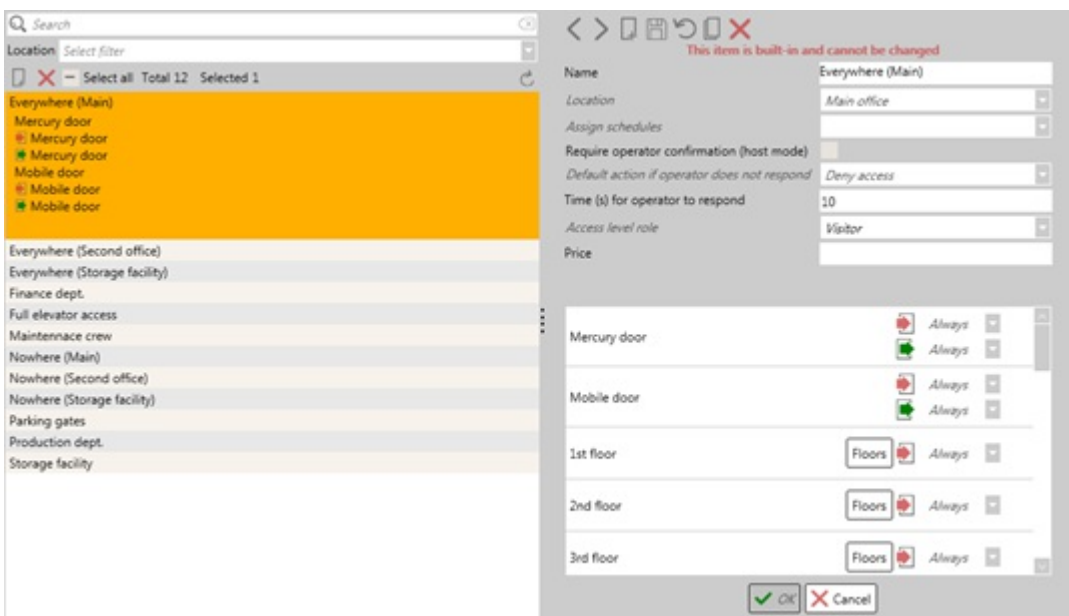 Search
Location Select filter
Select all Total 12 Selected 1
Everywhere (Main)
Mercury door
Mercury door
Mercury door
Mobile door
Mobile door
Mobile door
Everywhere (Second office)
Everywhere (Storage facility)
Finance dept.
Full elevator access
Maintennace crew
Nowhere (Main)
Nowhere (Second office)
Nowhere (Storage facility)
Parking gates
Production dept.
Storage facility
This item is built-in and cannot be changed
Name Everywhere (Main)
Location Main office
Assign schedules
Require operator confirmation (host mode)
Default action if operator does not respond Deny access
Time (s) for operator to respond 10
Access level role Visitor
Price
Mercury door Always
Always
Mobile door Always
Always
1st floor Floors Always
2nd floor Floors Always
3rd floor Floors Always
OK Cancel